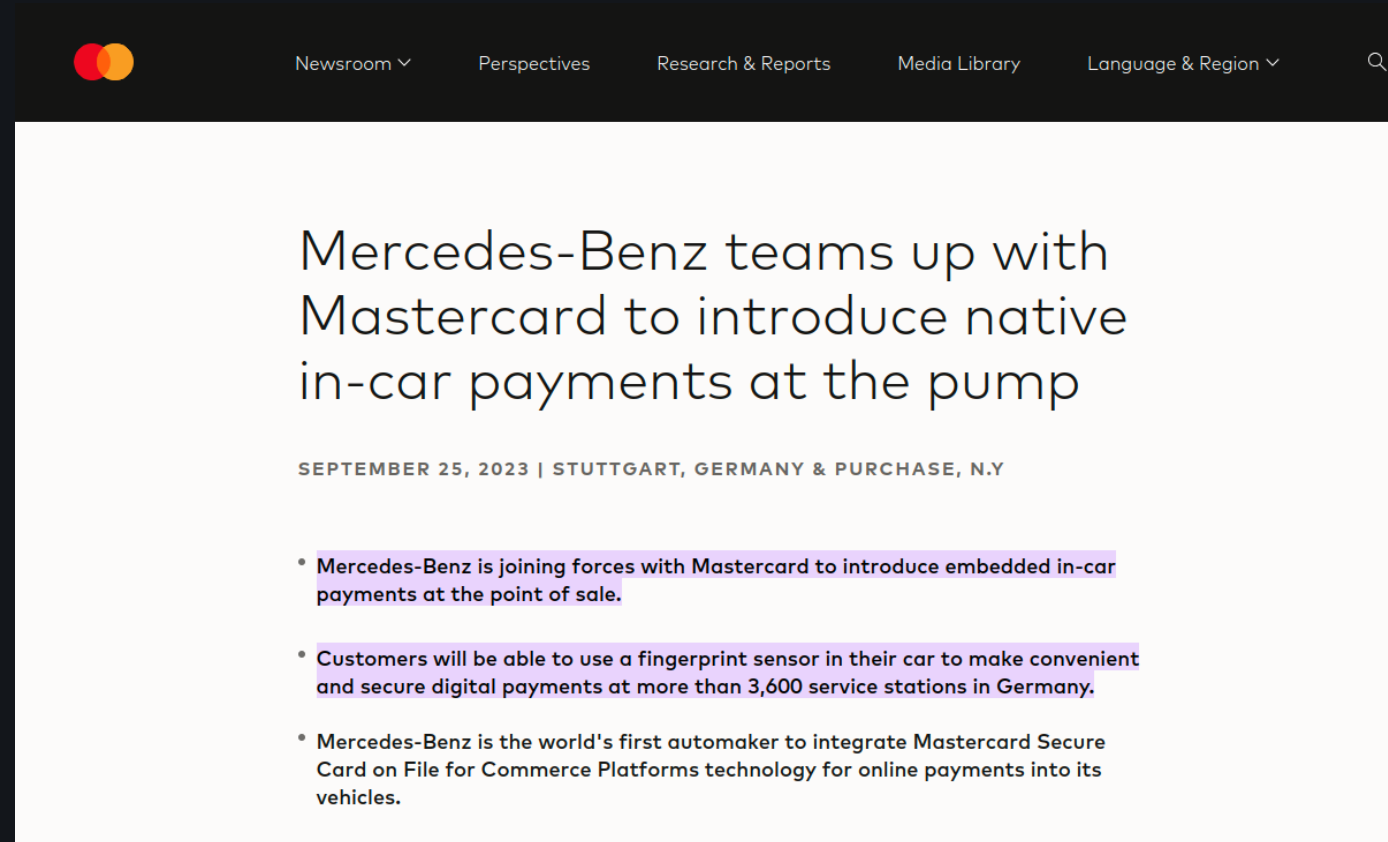 Newsroom
Perspectives
Research & Reports
Media Library
Language & Region
Mercedes-Benz teams up with
Mastercard to introduce native
in-car payments at the pump
SEPTEMBER 25, 2023 | STUTTGART, GERMANY & PURCHASE, N.Y
• Mercedes-Benz is joining forces with Mastercard to introduce embedded in-car
payments at the point of sale.
• Customers will be able to use a fingerprint sensor in their car to make convenient
and secure digital payments at more than 3,600 service stations in Germany.
• Mercedes-Benz is the world's first automaker to integrate Mastercard Secure
Card on File for Commerce Platforms technology for online payments into its
vehicles.